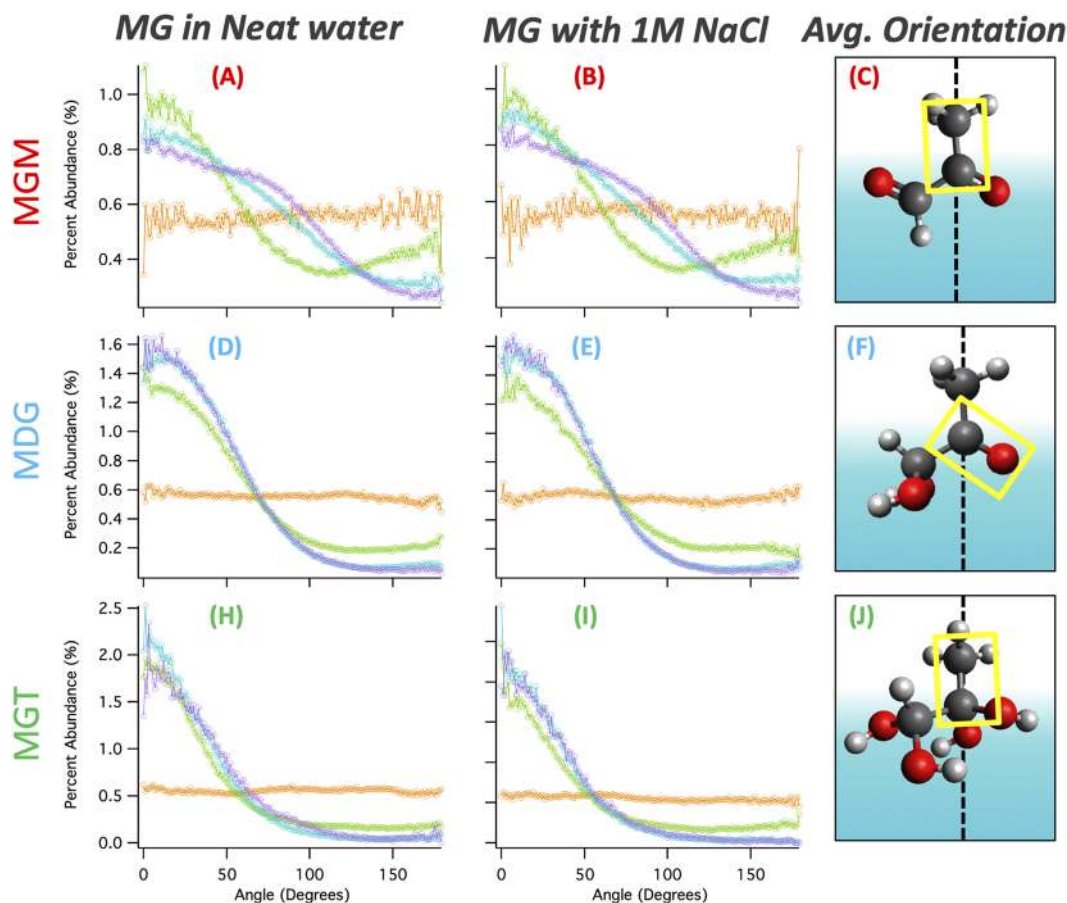 MG in Neat water MG with 1M NaCl Avg. Orientation
MGM
Percent Abundance (%)
1.0
0.8
0.6
0.4
(A)
(B)
(C)
MDG
Percent Abundance (%)
1.6
1.4
1.2
1.0
0.8
0.6
0.4
0.2
(D)
(E)
(F)
MGT
Percent Abundance (%)
2.5
2.0
1.5
1.0
0.5
0.0
(H)
(I)
(J)
0 50 100 150
Angle (Degrees)
0 50 100 150
Angle (Degrees)